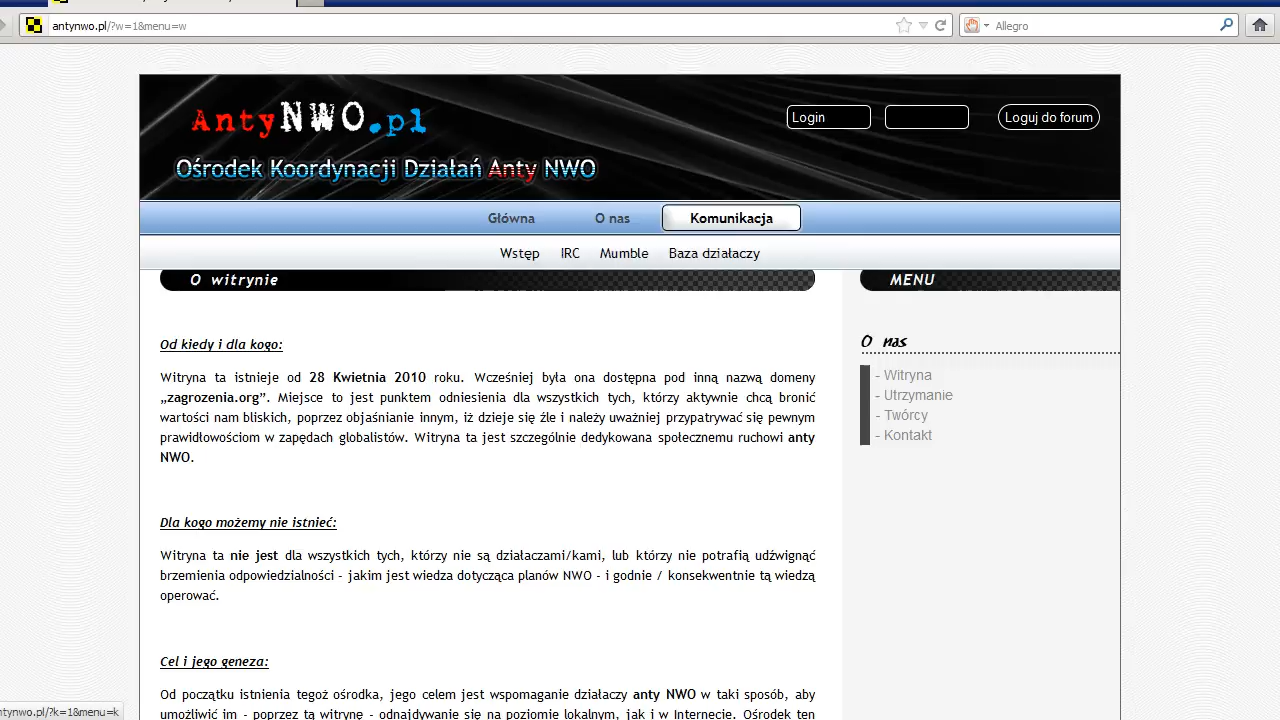 antynwo.pl/?w=1&menu=w
Allegro
AntyNWO.pl
Login
Loguj do forum
Ośrodek Koordynacji Działań Anty NWO
Główna O nas Komunikacja
Wstęp IRC Mumble Baza działaczy
O witrynie
MENU
Od kiedy i dla kogo:
Witryna ta istnieje od 28 Kwietnia 2010 roku. Wcześniej była ona dostępna pod inną nazwą domeny
„zagrozenia.org”. Miejsce to jest punktem odniesienia dla wszystkich tych, którzy aktywnie chcą bronić
wartości nam bliskich, poprzez objaśnianie innym, iż dzieje się źle i należy uważniej przypatrywać się pewnym
prawidłowościom w zapędach globalistów. Witryna ta jest szczególnie dedykowana społecznemu ruchowi anty
NWO.
Dla kogo możemy nie istnieć:
Witryna ta nie jest dla wszystkich tych, którzy nie są działaczami/kami, lub którzy nie potrafią udźwignąć
brzemienia odpowiedzialności - jakim jest wiedza dotycząca planów NWO - i godnie / konsekwentnie tą wiedzą
operować.
Cel i jego geneza:
Od początku istnienia tegoż ośrodka, jego celem jest wspomaganie działaczy anty NWO w taki sposób, aby
umożliwić im - poprzez tą witrynę - odnajdywanie się na poziomie lokalnym, jak i w Internecie. Ośrodek ten
O nas
- Witryna
- Utrzymanie
- Twórcy
- Kontakt
ntynwo.pl/?k=1&menu=k